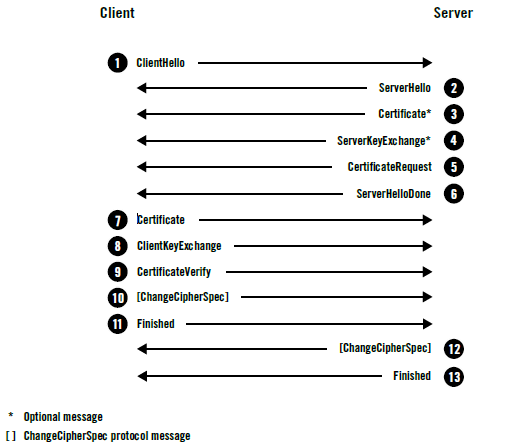 Client Server
1 ClientHello
ServerHello 2
Certificate* 3
ServerKeyExchange* 4
CertificateRequest 5
ServerHelloDone 6
7 Certificate
8 ClientKeyExchange
9 CertificateVerify
10 [ChangeCipherSpec]
11 Finished
[ChangeCipherSpec] 12
Finished 13
* Optional message
[ ] ChangeCipherSpec protocol message